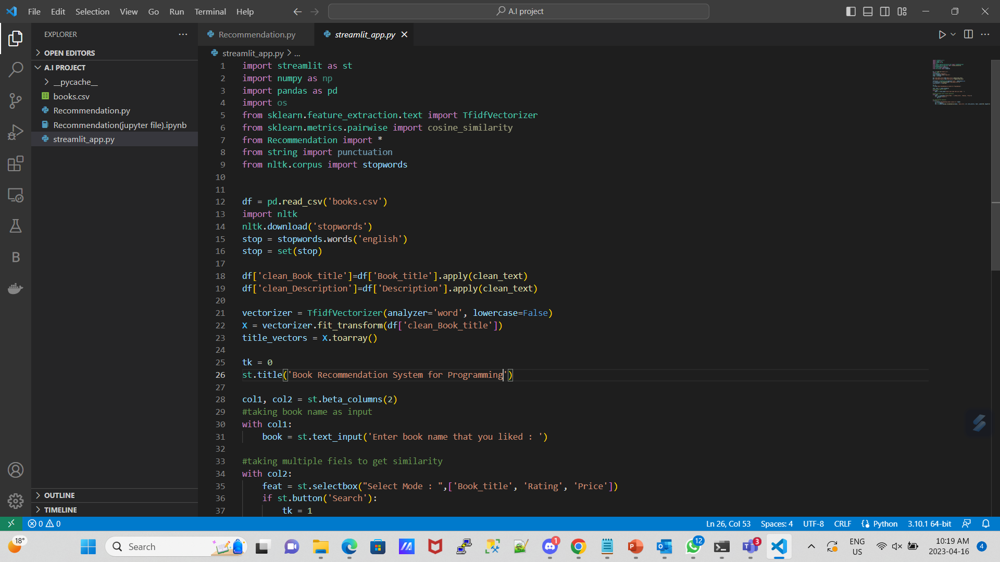 File Edit Selection View Go Run Terminal Help
A.I project
EXPLORER
OPEN EDITORS
A.I PROJECT
__pycache__
books.csv
Recommendation.py
Recommendation(jupyter file).ipynb
streamlit_app.py
OUTLINE
TIMELINE
B
Recommendation.py streamlit_app.py
streamlit_app.py > ...
1 import streamlit as st
2 import numpy as np
3 import pandas as pd
4 import os
5 from sklearn.feature_extraction.text import TfidfVectorizer
6 from sklearn.metrics.pairwise import cosine_similarity
7 from Recommendation import *
8 from string import punctuation
9 from nltk.corpus import stopwords
10
11
12 df = pd.read_csv('books.csv')
13 import nltk
14 nltk.download('stopwords')
15 stop = stopwords.words('english')
16 stop = set(stop)
17
18 df['clean_Book_title']=df['Book_title'].apply(clean_text)
19 df['clean_Description']=df['Description'].apply(clean_text)
20
21 vectorizer = TfidfVectorizer(analyzer='word', lowercase=False)
22 X = vectorizer.fit_transform(df['clean_Book_title'])
23 title_vectors = X.toarray()
24
25 tk = 0
26 st.title('Book Recommendation System for Programming')
27
28 col1, col2 = st.beta_columns(2)
29 #taking book name as input
30 with col1:
31 book = st.text_input('Enter book name that you liked : ')
32
33 #taking multiple fiels to get similarity
34 with col2:
35 feat = st.selectbox("Select Mode : ",['Book_title', 'Rating', 'Price'])
36 if st.button('Search'):
37 tk = 1
0 0 Ln 26, Col 53 Spaces: 4 UTF-8 CRLF Python 3.10.1 64-bit
18° Search 1 12 3 ENG US 10:19 AM 2023-04-16 4